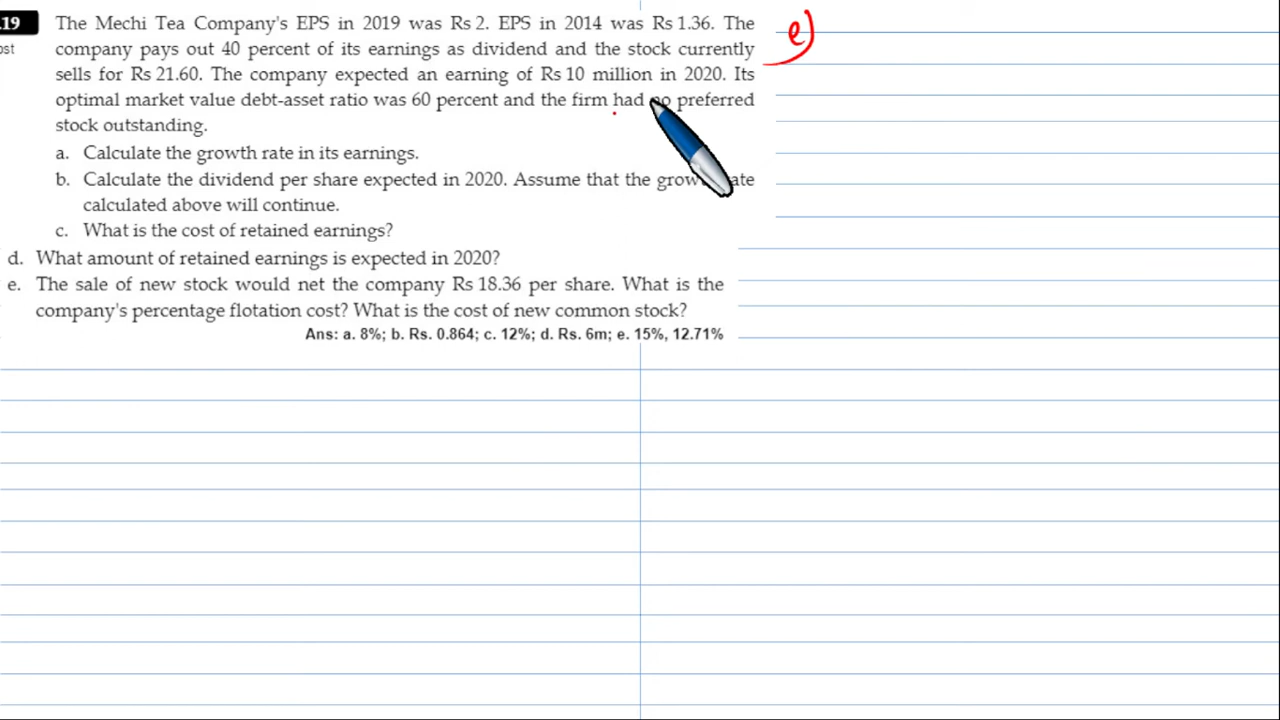 .19 The Mechi Tea Company's EPS in 2019 was Rs 2. EPS in 2014 was Rs 1.36. The
ost company pays out 40 percent of its earnings as dividend and the stock currently
sells for Rs 21.60. The company expected an earning of Rs 10 million in 2020. Its
optimal market value debt-asset ratio was 60 percent and the firm had no preferred
stock outstanding.
a. Calculate the growth rate in its earnings.
b. Calculate the dividend per share expected in 2020. Assume that the growth rate
calculated above will continue.
c. What is the cost of retained earnings?
d. What amount of retained earnings is expected in 2020?
e. The sale of new stock would net the company Rs 18.36 per share. What is the
company's percentage flotation cost? What is the cost of new common stock?
Ans: a. 8%; b. Rs. 0.864; c. 12%; d. Rs. 6m; e. 15%, 12.71%
e)